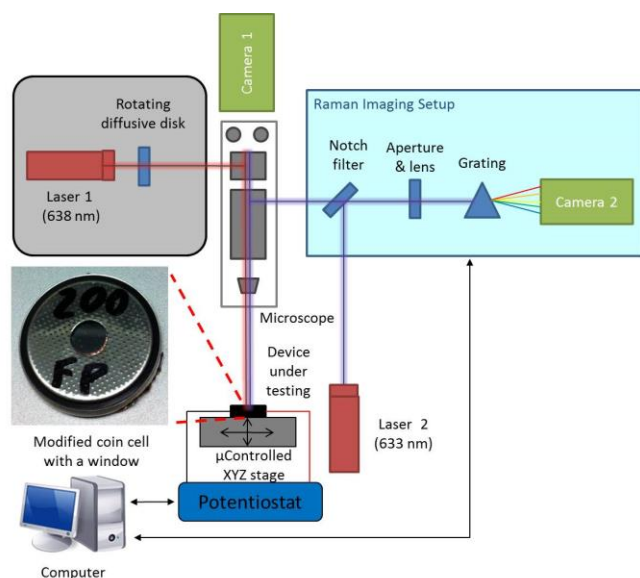 Camera 1
Rotating
diffusive disk
Laser 1
(638 nm)
Raman Imaging Setup
Notch
filter
Aperture
& lens
Grating
Camera 2
Microscope
200
FP
Device
under
testing
Laser 2
(633 nm)
Modified coin cell
with a window
µControlled
XYZ stage
Potentiostat
Computer